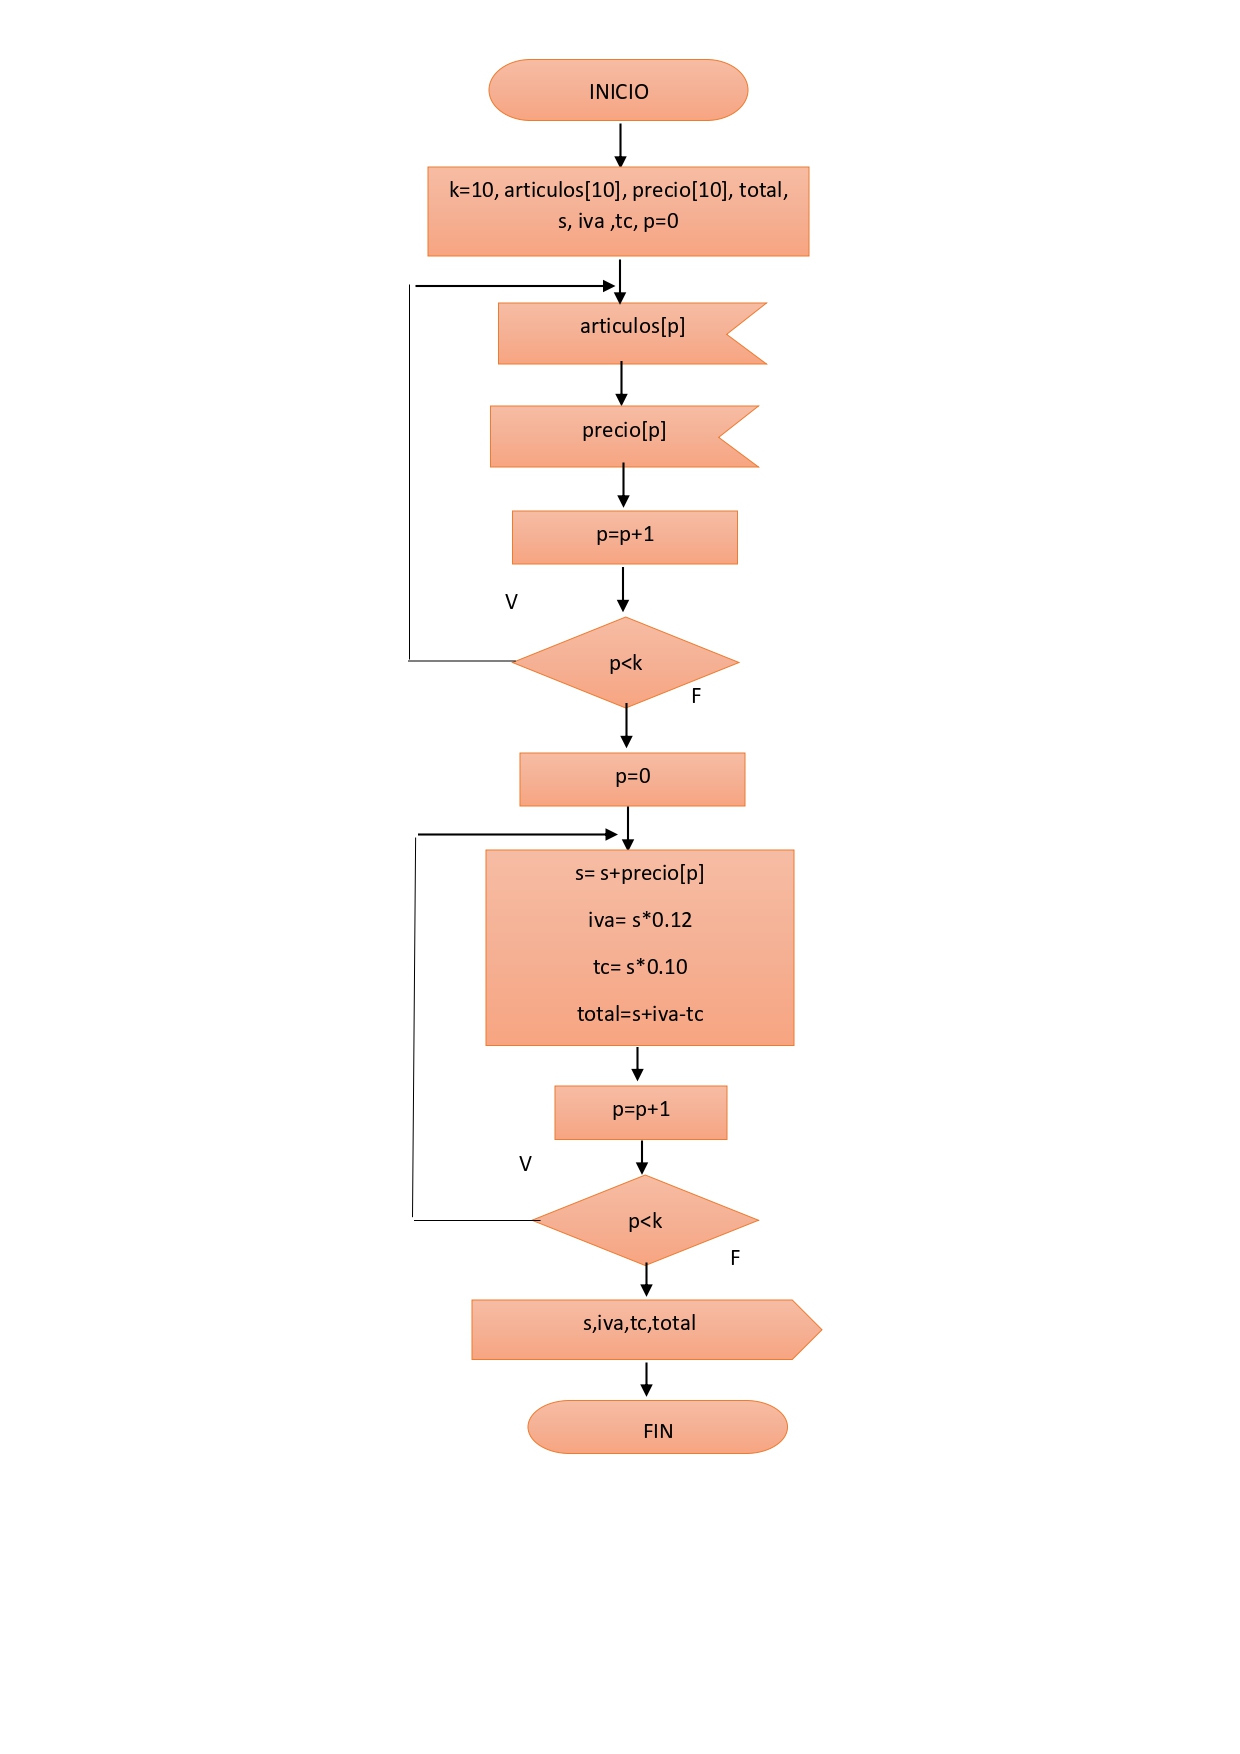 INICIO
k=10, articulos[10], precio[10], total,
s, iva ,tc, p=0
articulos[p]
precio[p]
p=p+1
V
p<k
F
p=0
s= s+precio[p]
iva= s*0.12
tc= s*0.10
total=s+iva-tc
p=p+1
V
p<k
F
s,iva,tc,total
FIN